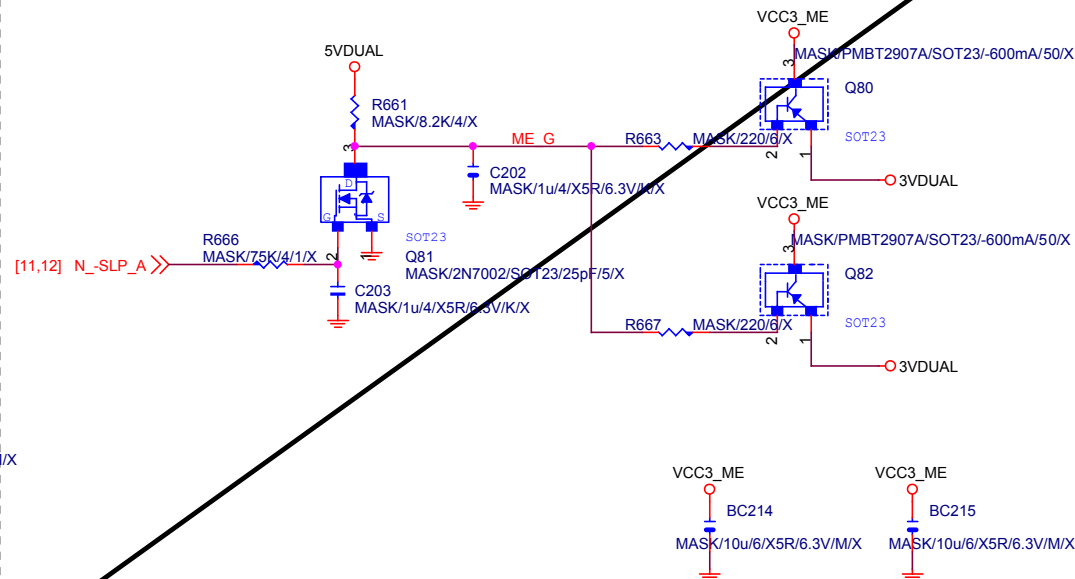 VCC3_ME
MASK/PMBT2907A/SOT23/-600mA/50/X
3
Q80
SOT23
2
1
3VDUAL
5VDUAL
R661
MASK/8.2K/4/X
3
ME_G
R663
MASK/220/6/X
C202
MASK/1u/4/X5R/6.3V/K/X
D
G
S
SOT23
2
1
Q81
MASK/2N7002/SOT23/25pF/5/X
[11,12] N_-SLP_A
R666
MASK/75K/4/1/X
C203
MASK/1u/4/X5R/6.3V/K/X
VCC3_ME
MASK/PMBT2907A/SOT23/-600mA/50/X
3
Q82
SOT23
R667
MASK/220/6/X
2
1
3VDUAL
/X
VCC3_ME
BC214
MASK/10u/6/X5R/6.3V/M/X
VCC3_ME
BC215
MASK/10u/6/X5R/6.3V/M/X